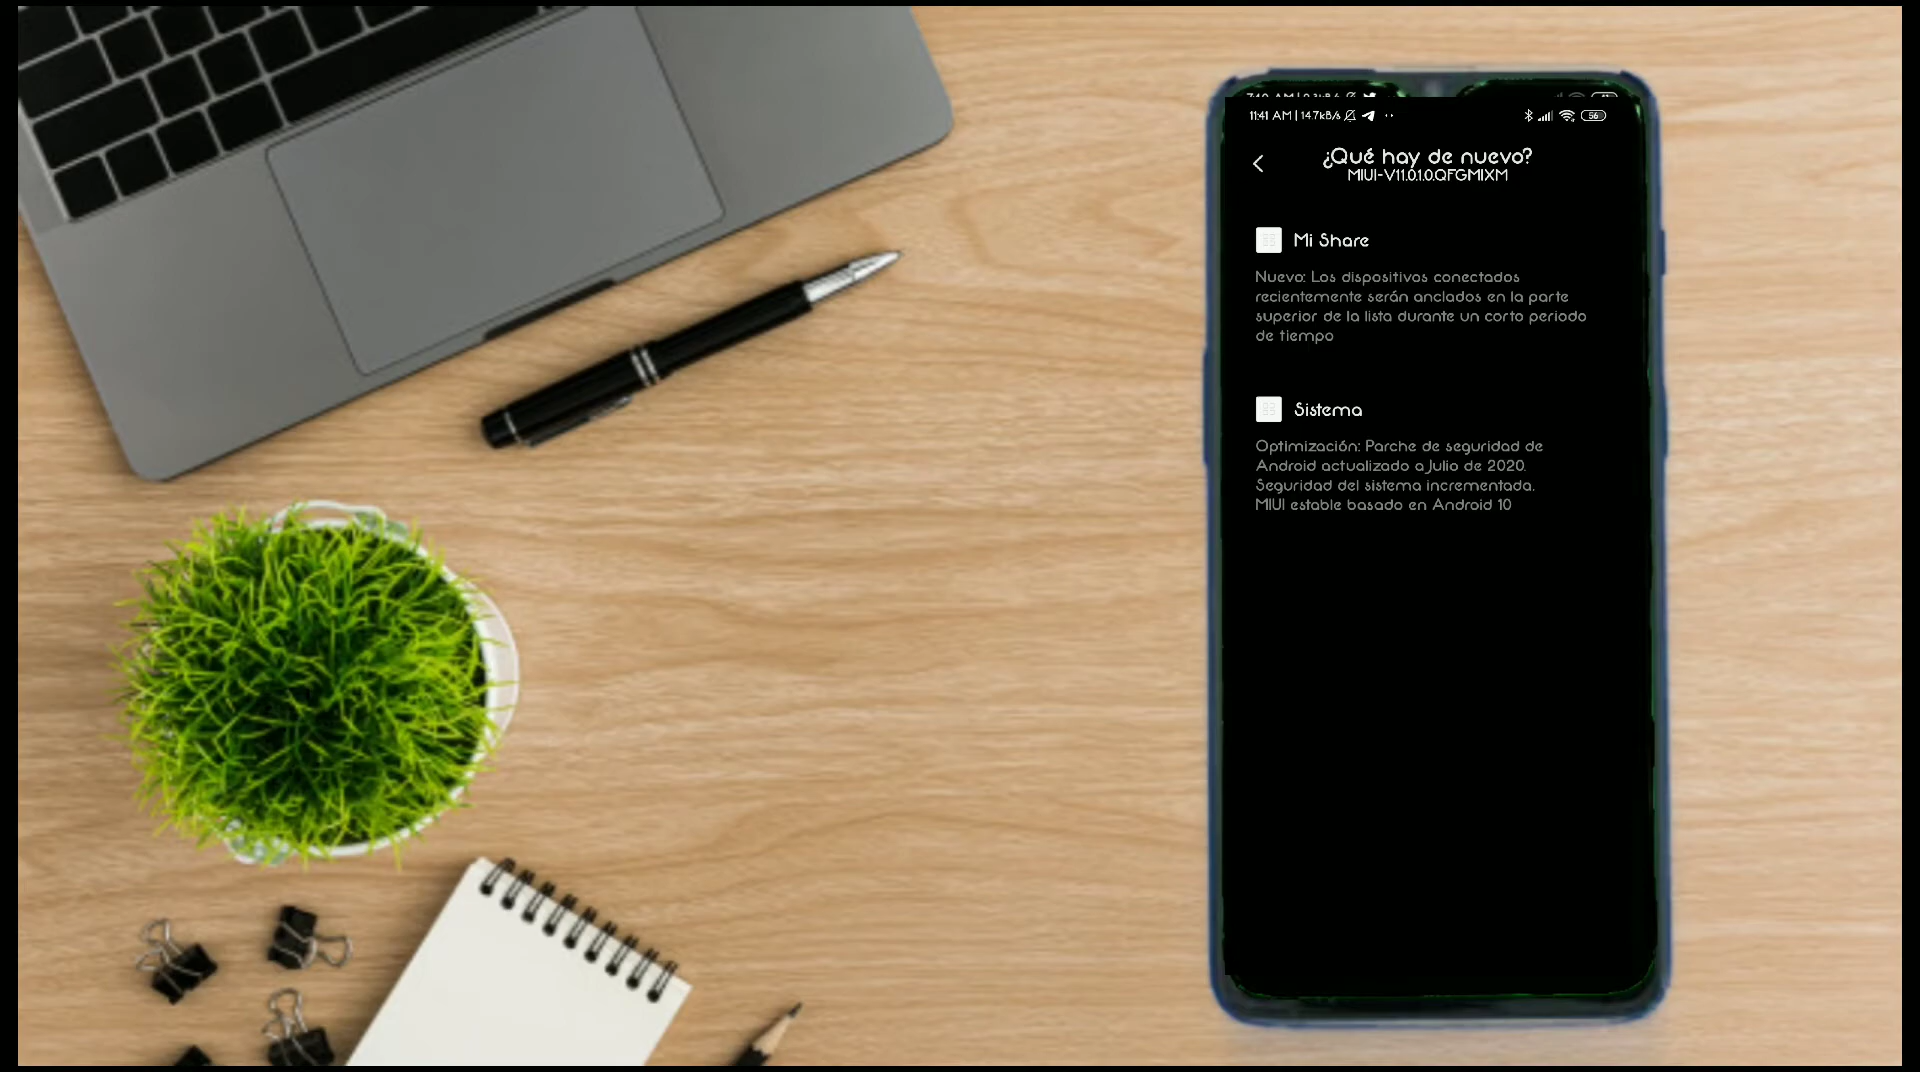 11:41 AM | 14.7kB/s
56
¿Qué hay de nuevo?
MIUI-V11.0.1.0.QFGMIXM
Mi Share
Nuevo: Los dispositivos conectados
recientemente serán anclados en la parte
superior de la lista durante un corto periodo
de tiempo
Sistema
Optimización: Parche de seguridad de
Android actualizado a Julio de 2020.
Seguridad del sistema incrementada.
MIUI estable basado en Android 10